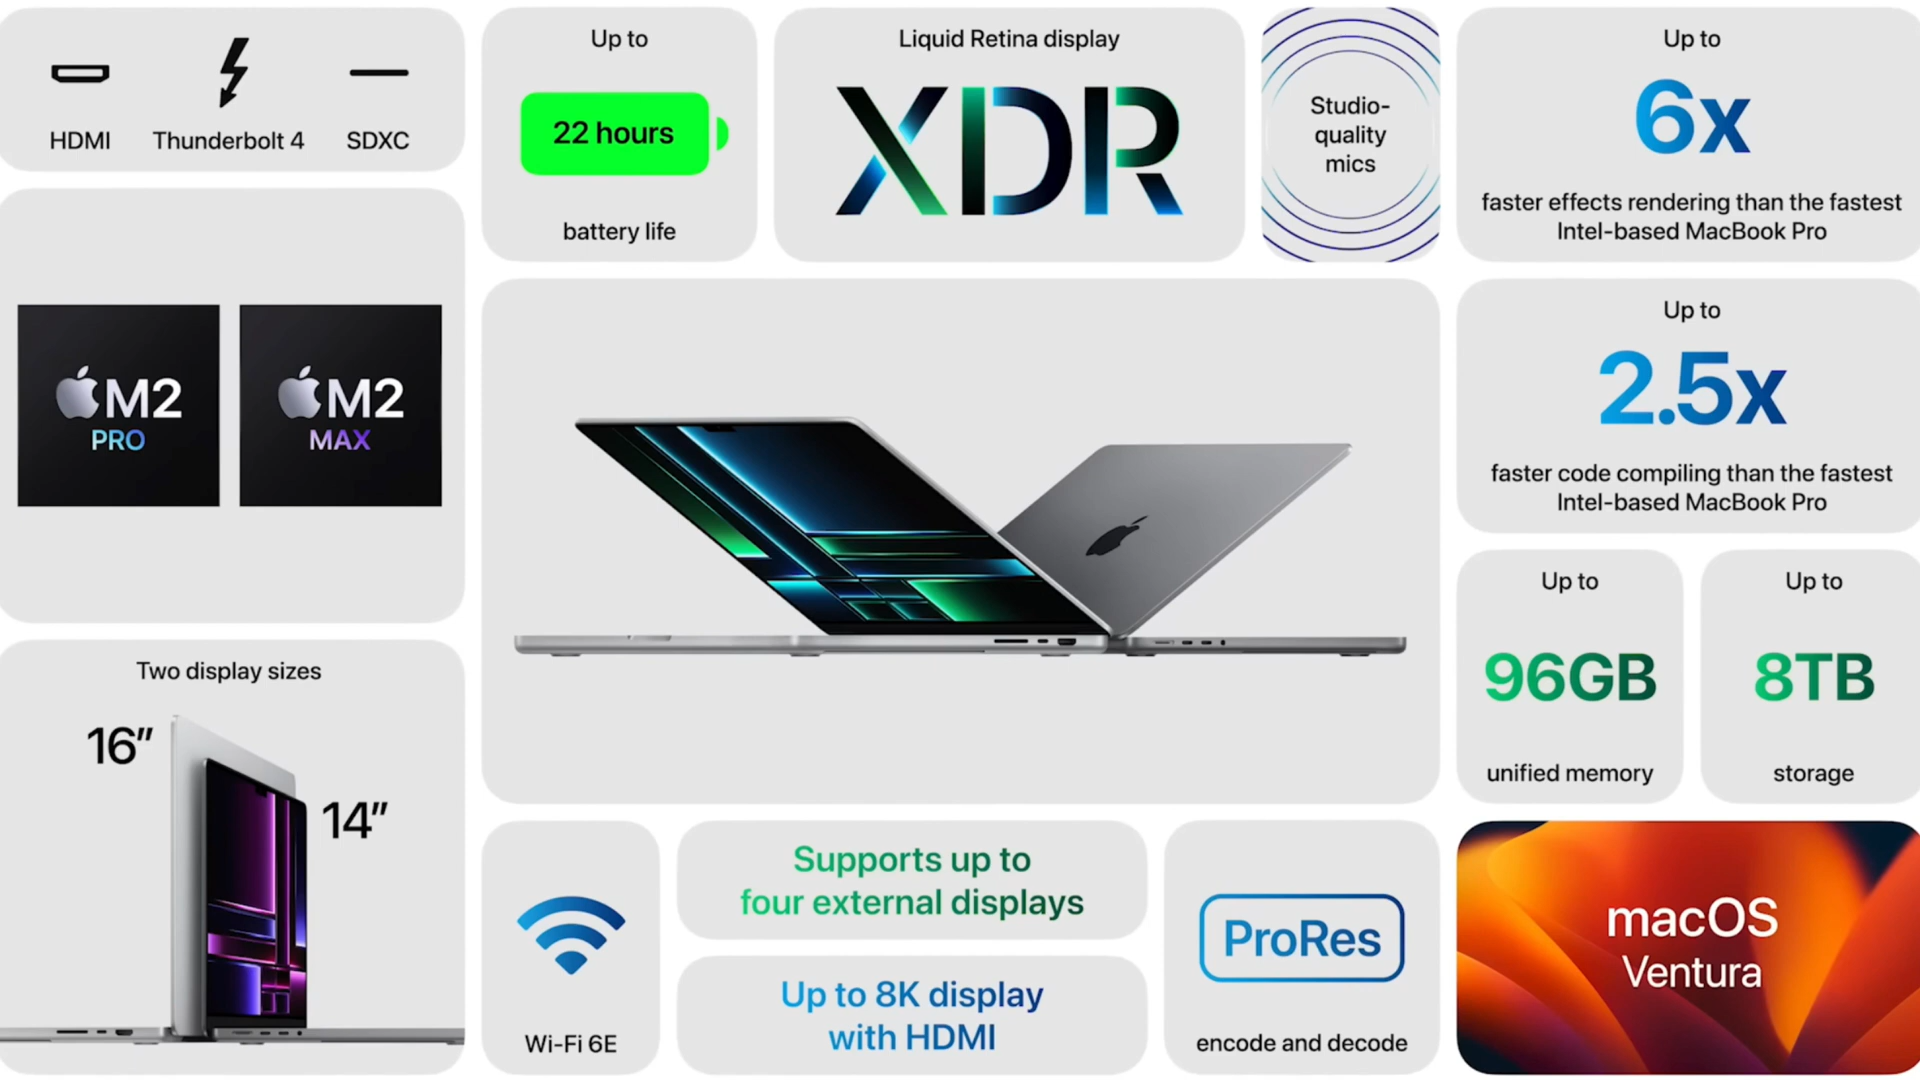 HDMI
Thunderbolt 4
SDXC
M2
PRO
M2
MAX
Two display sizes
16”
14”
Up to
22 hours
battery life
Liquid Retina display
XDR
Studio-
quality
mics
Wi-Fi 6E
Supports up to
four external displays
Up to 8K display
with HDMI
ProRes
encode and decode
Up to
6x
faster effects rendering than the fastest
Intel-based MacBook Pro
Up to
2.5x
faster code compiling than the fastest
Intel-based MacBook Pro
Up to
96GB
unified memory
Up to
8TB
storage
macOS
Ventura